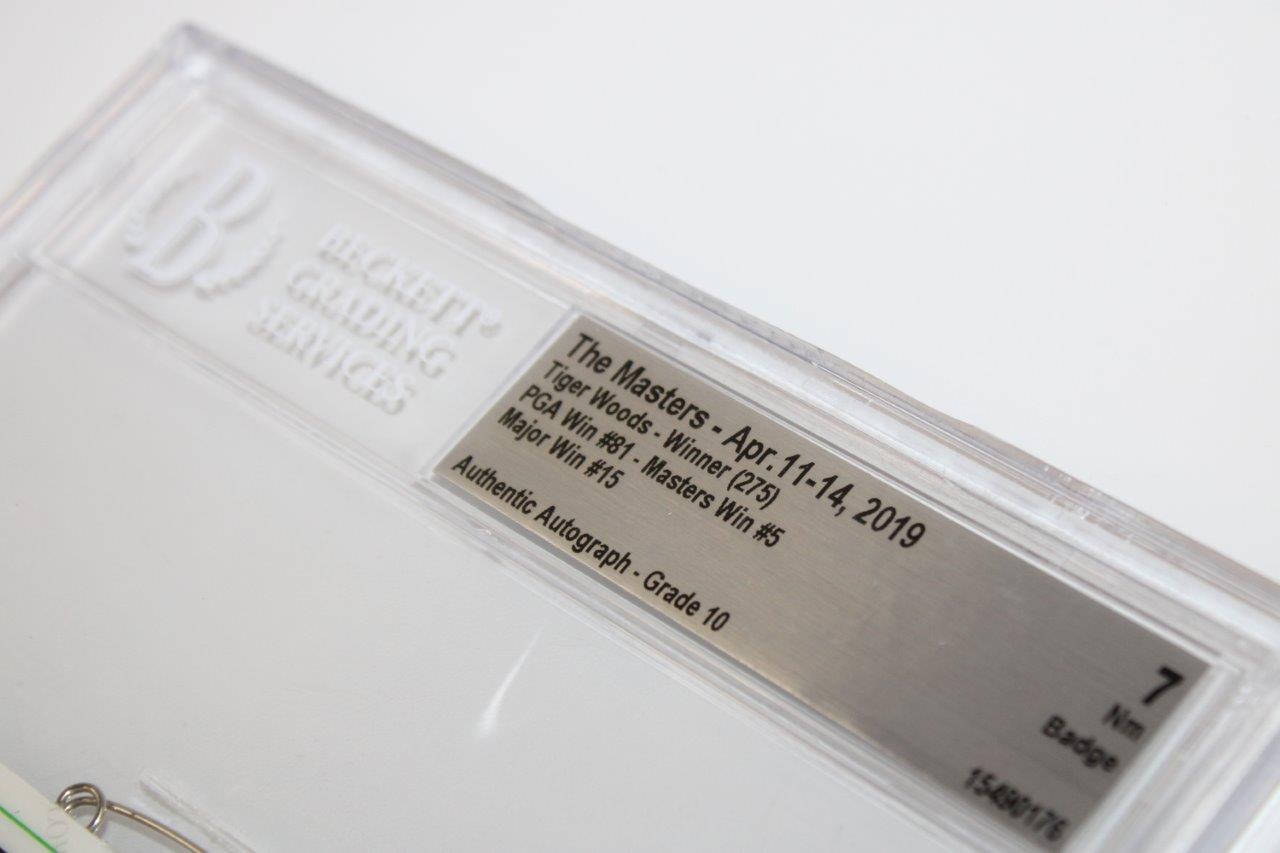 BECKETT®
GRADING
SERVICES
The Masters - Apr. 11-14, 2019
Tiger Woods - Winner (275)
PGA Win #81 - Masters Win #5
Major Win #15
Authentic Autograph - Grade 10
7
Nm
Badge
15490176